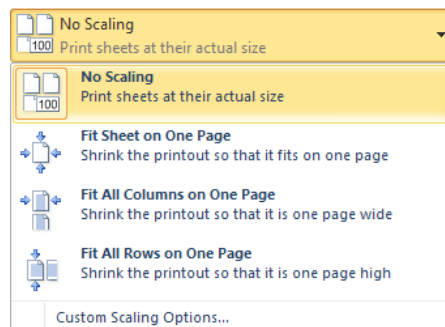 No Scaling
100 Print sheets at their actual size
No Scaling
100 Print sheets at their actual size
Fit Sheet on One Page
Shrink the printout so that it fits on one page
Fit All Columns on One Page
Shrink the printout so that it is one page wide
Fit All Rows on One Page
Shrink the printout so that it is one page high
Custom Scaling Options...